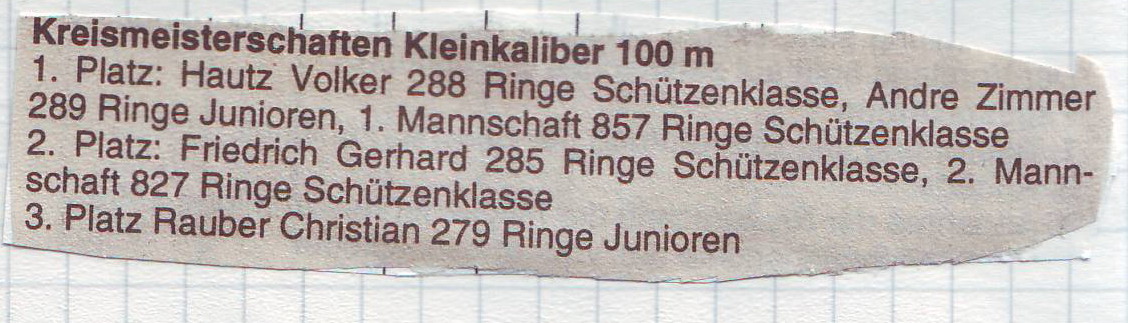 Kreismeisterschaften Kleinkaliber 100 m
1. Platz: Hautz Volker 288 Ringe Schützenklasse, Andre Zimmer
289 Ringe Junioren, 1. Mannschaft 857 Ringe Schützenklasse
2. Platz: Friedrich Gerhard 285 Ringe Schützenklasse, 2. Mann-
schaft 827 Ringe Schützenklasse
3. Platz Rauber Christian 279 Ringe Junioren